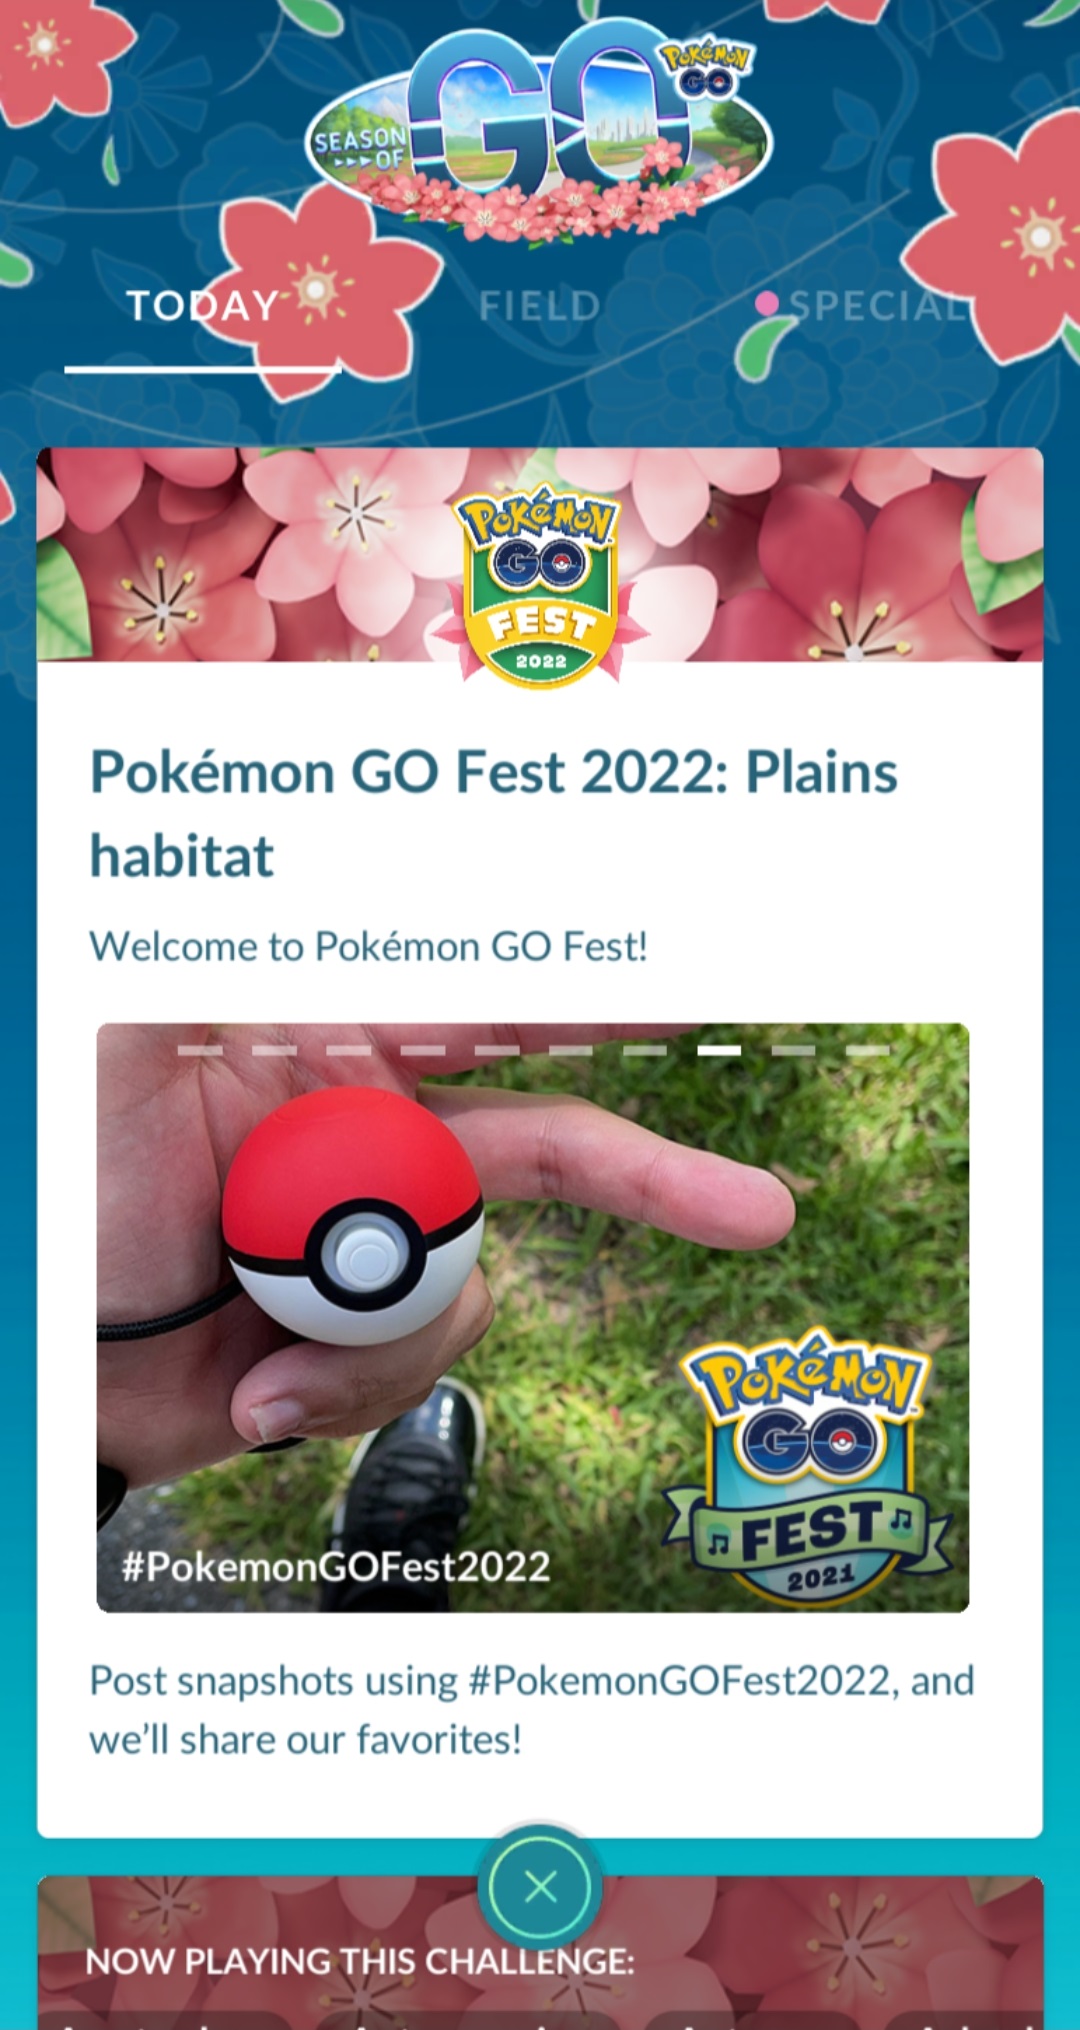 POKÉMON
GO
SEASON
OF
GO
TODAY
FIELD
SPECIAL
POKÉMON
GO
FEST
2022
Pokémon GO Fest 2022: Plains
habitat
Welcome to Pokémon GO Fest!
POKÉMON
GO
FEST
2021
#PokemonGOFest2022
Post snapshots using #PokemonGOFest2022, and
we’ll share our favorites!
NOW PLAYING THIS CHALLENGE: